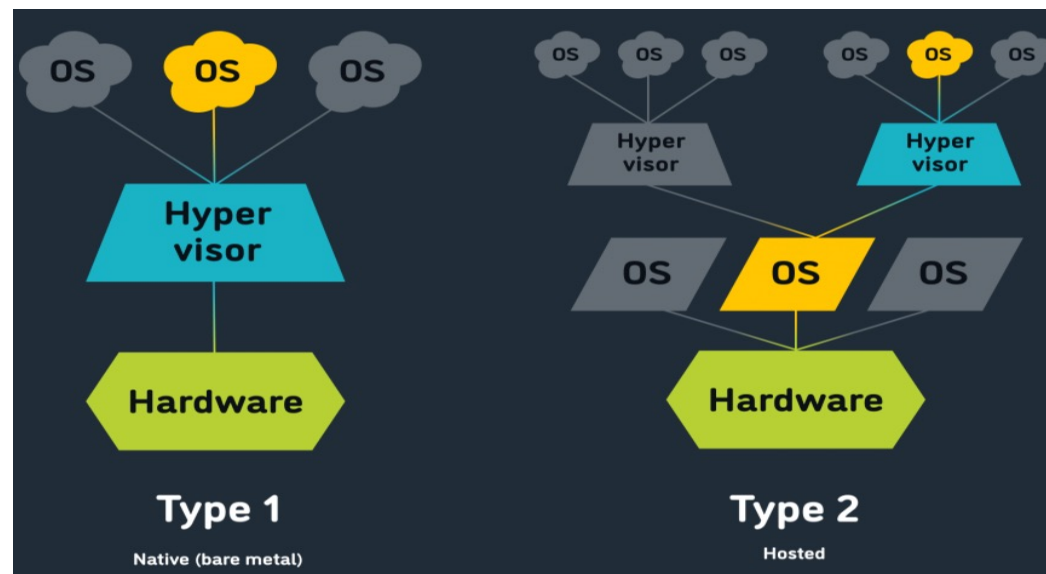 OS
OS
OS
Hyper
visor
Hardware
Type 1
Native (bare metal)
OS
OS
OS
OS
OS
OS
Hyper
visor
Hyper
visor
OS
OS
OS
Hardware
Type 2
Hosted